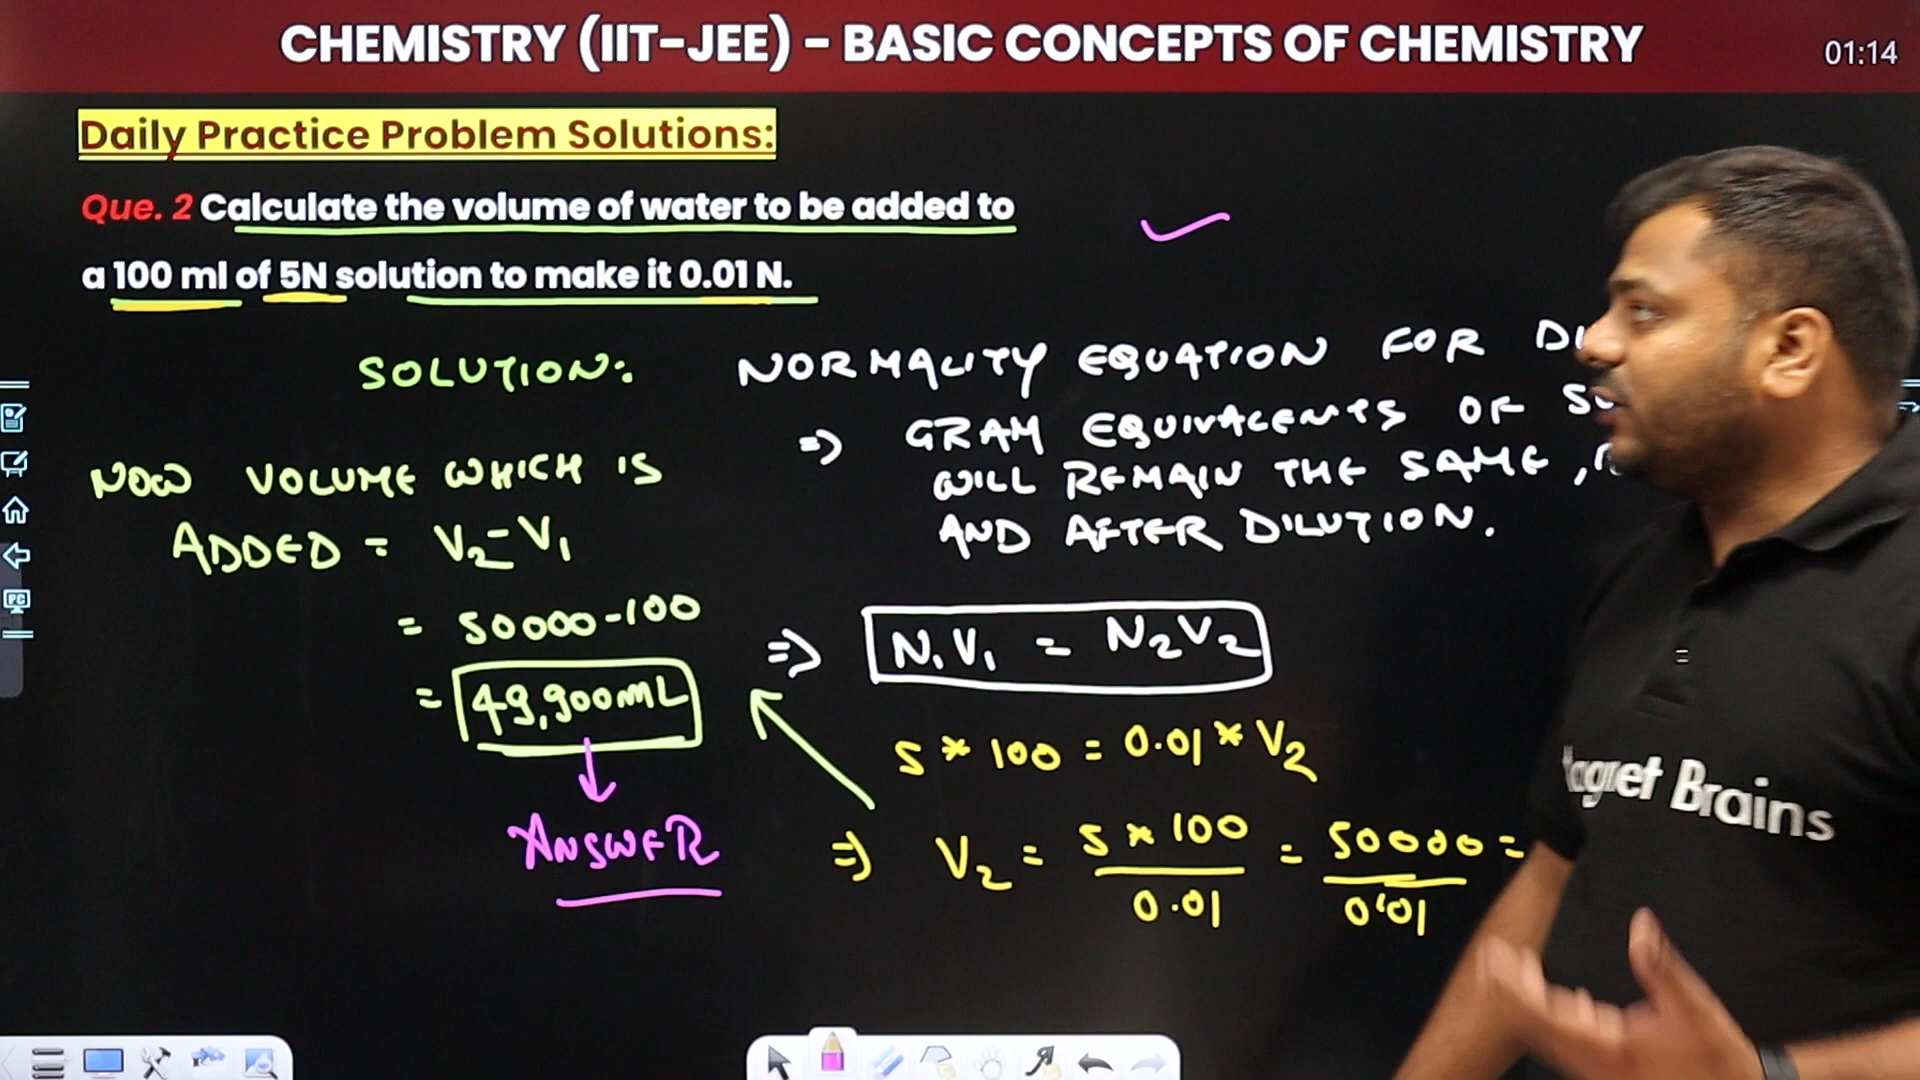 CHEMISTRY (IIT-JEE) - BASIC CONCEPTS OF CHEMISTRY
01:14
Daily Practice Problem Solutions:
Que. 2 Calculate the volume of water to be added to
a 100 ml of 5N solution to make it 0.01 N.
SOLUTION:
NORMALITY EQUATION FOR
⇒ GRAM EQUIVALENTS OF
WILL REMAIN THE SAME,
AND AFTER DILUTION.
NOW VOLUME WHICH IS
ADDED = V₂-V₁
= 50000-100
= 49,900mL
ANSWER
⇒ N₁V₁ = N₂V₂
5 * 100 = 0.01 * V₂
⇒ V₂ = 5 * 100 / 0.01 = 50000 / 0.01 =
Magnet Brains
PC